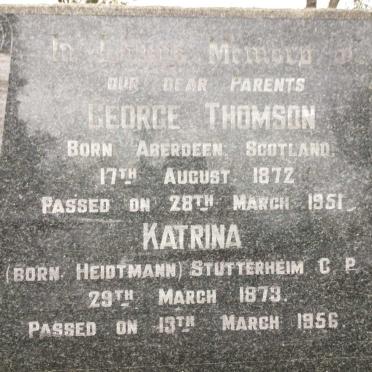 In Loving Memory of
OUR DEAR PARENTS
GEORGE THOMSON
BORN ABERDEEN. SCOTLAND.
17TH AUGUST 1872
PASSED ON 28TH MARCH 1951.
KATRINA
(BORN HEIDTMANN) STUTTERHEIM C. P.
29TH MARCH 1873.
PASSED ON 13TH MARCH 1956.